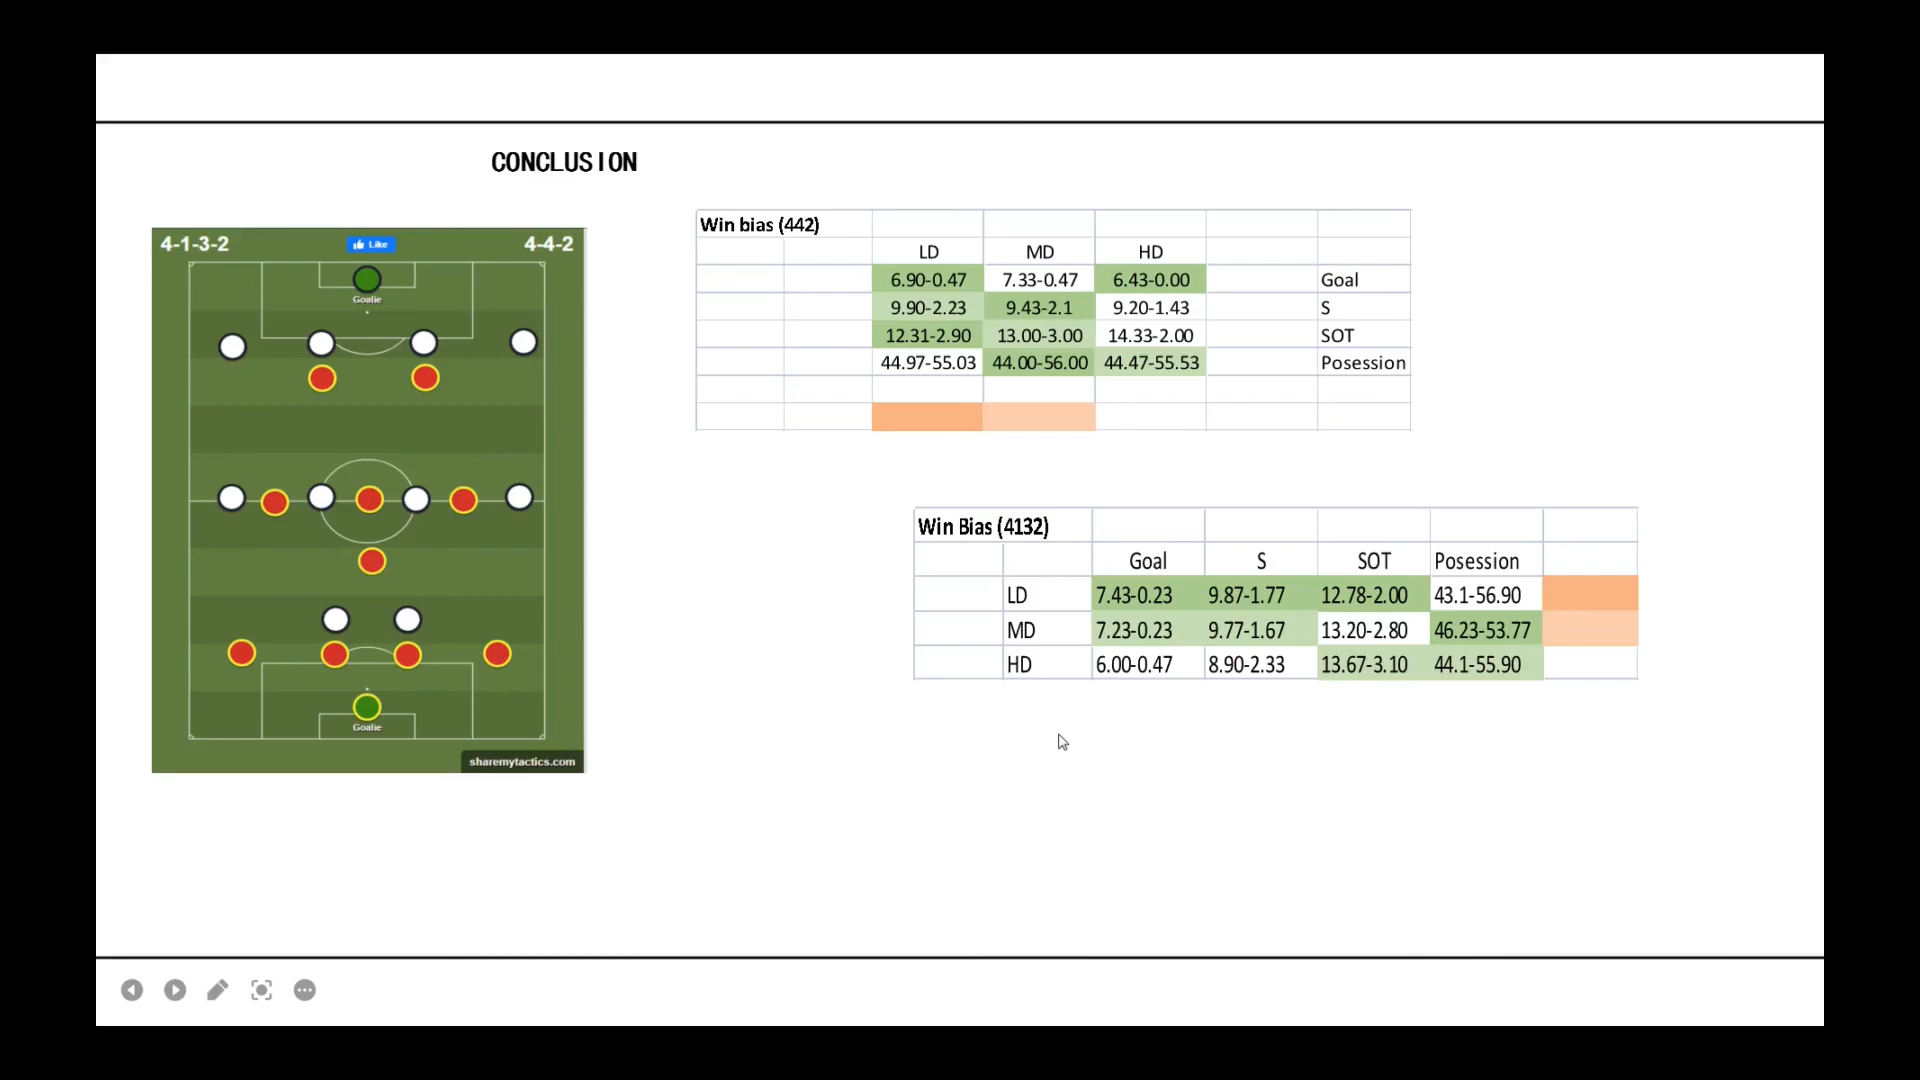 CONCLUSION
4-1-3-2 Like 4-4-2
Goalie
Goalie
sharemytactics.com
Win bias (442)
LD MD HD
6.90-0.47 7.33-0.47 6.43-0.00 Goal
9.90-2.23 9.43-2.1 9.20-1.43 S
12.31-2.90 13.00-3.00 14.33-2.00 SOT
44.97-55.03 44.00-56.00 44.47-55.53 Posession
Win Bias (4132)
Goal S SOT Posession
LD 7.43-0.23 9.87-1.77 12.78-2.00 43.1-56.90
MD 7.23-0.23 9.77-1.67 13.20-2.80 46.23-53.77
HD 6.00-0.47 8.90-2.33 13.67-3.10 44.1-55.90